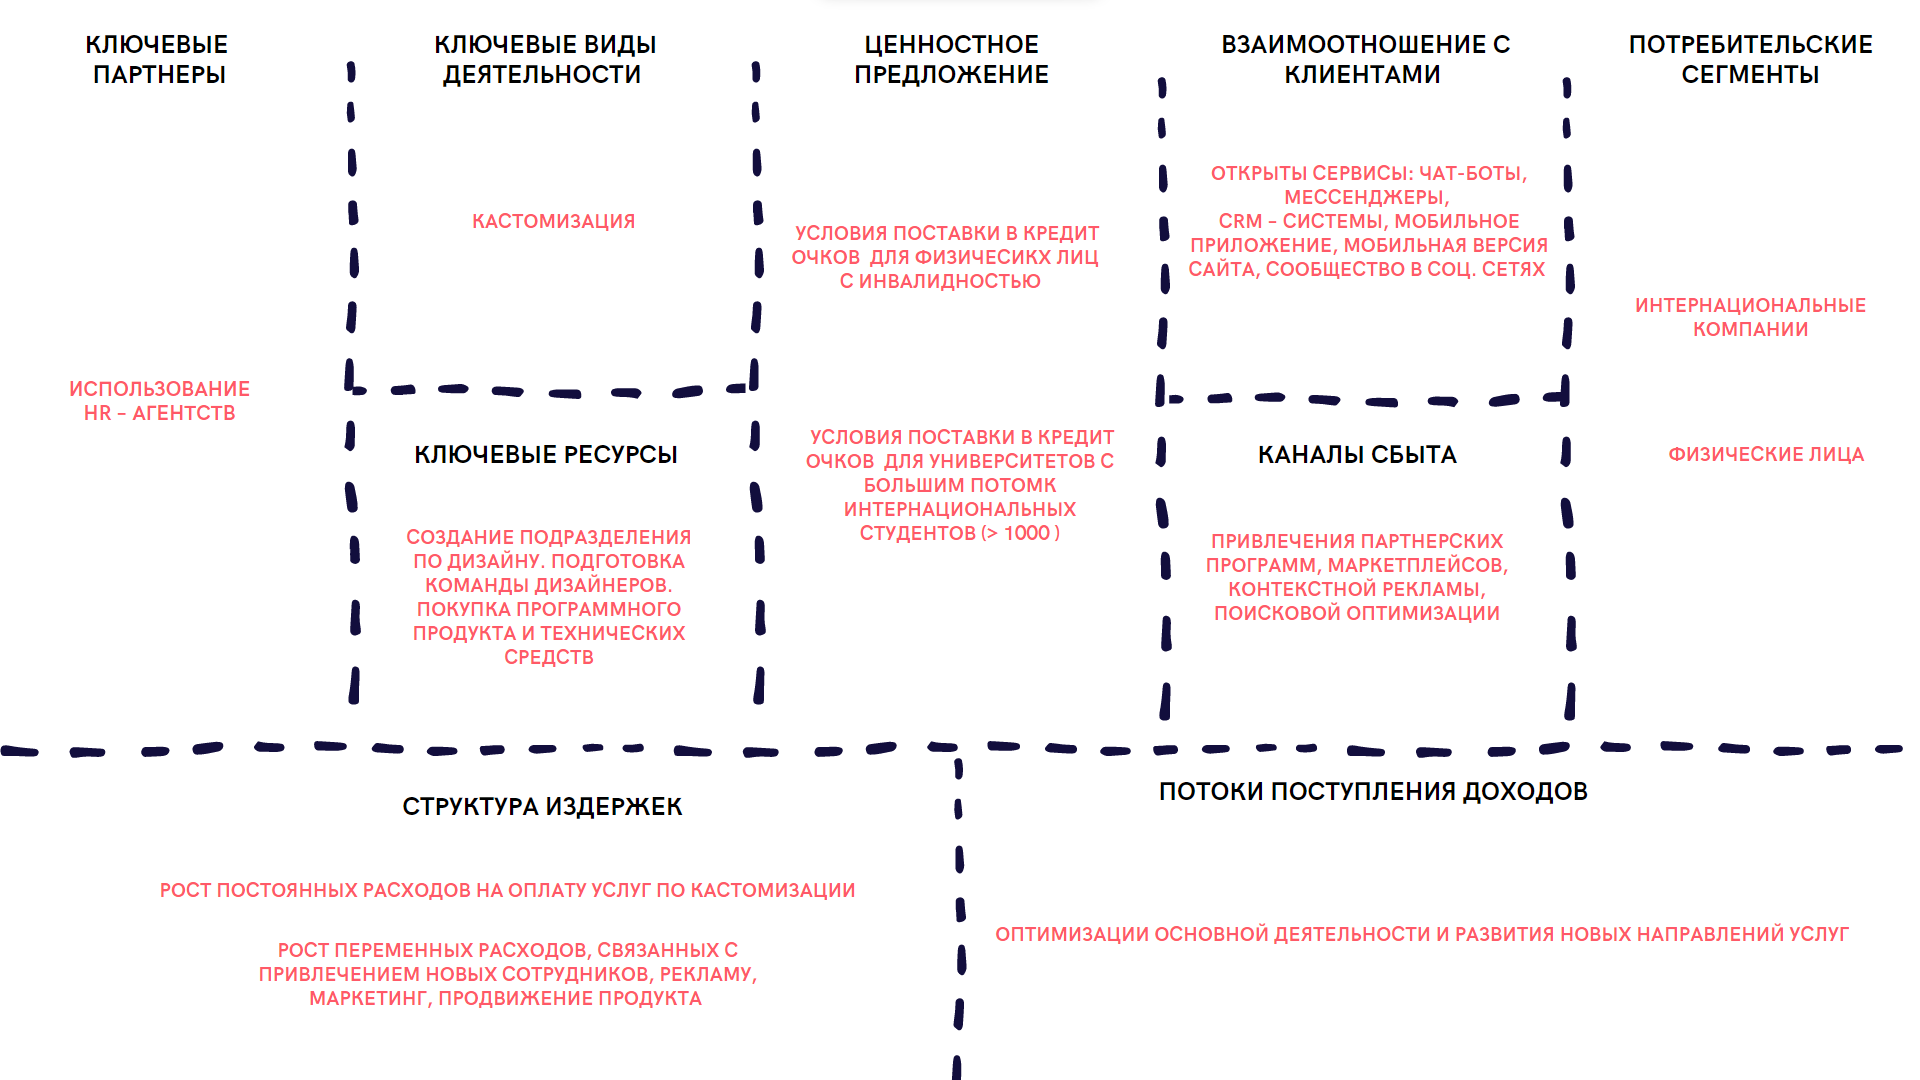 КЛЮЧЕВЫЕ
ПАРТНЕРЫ
ИСПОЛЬЗОВАНИЕ
HR – АГЕНТСТВ
КЛЮЧЕВЫЕ ВИДЫ
ДЕЯТЕЛЬНОСТИ
КАСТОМИЗАЦИЯ
КЛЮЧЕВЫЕ РЕСУРСЫ
СОЗДАНИЕ ПОДРАЗДЕЛЕНИЯ
ПО ДИЗАЙНУ. ПОДГОТОВКА
КОМАНДЫ ДИЗАЙНЕРОВ.
ПОКУПКА ПРОГРАММНОГО
ПРОДУКТА И ТЕХНИЧЕСКИХ
СРЕДСТВ
ЦЕННОСТНОЕ
ПРЕДЛОЖЕНИЕ
УСЛОВИЯ ПОСТАВКИ В КРЕДИТ
ОЧКОВ ДЛЯ ФИЗИЧЕСИКХ ЛИЦ
С ИНВАЛИДНОСТЬЮ
УСЛОВИЯ ПОСТАВКИ В КРЕДИТ
ОЧКОВ ДЛЯ УНИВЕРСИТЕТОВ С
БОЛЬШИМ ПОТОМК
ИНТЕРНАЦИОНАЛЬНЫХ
СТУДЕНТОВ (> 1000 )
ВЗАИМООТНОШЕНИЕ С
КЛИЕНТАМИ
ОТКРЫТЫ СЕРВИСЫ: ЧАТ-БОТЫ,
МЕССЕНДЖЕРЫ,
CRM – СИСТЕМЫ, МОБИЛЬНОЕ
ПРИЛОЖЕНИЕ, МОБИЛЬНАЯ ВЕРСИЯ
САЙТА, СООБЩЕСТВО В СОЦ. СЕТЯХ
КАНАЛЫ СБЫТА
ПРИВЛЕЧЕНИЯ ПАРТНЕРСКИХ
ПРОГРАММ, МАРКЕТПЛЕЙСОВ,
КОНТЕКСТНОЙ РЕКЛАМЫ,
ПОИСКОВОЙ ОПТИМИЗАЦИИ
ПОТРЕБИТЕЛЬСКИЕ
СЕГМЕНТЫ
ИНТЕРНАЦИОНАЛЬНЫЕ
КОМПАНИИ
ФИЗИЧЕСКИЕ ЛИЦА
СТРУКТУРА ИЗДЕРЖЕК
РОСТ ПОСТОЯННЫХ РАСХОДОВ НА ОПЛАТУ УСЛУГ ПО КАСТОМИЗАЦИИ
РОСТ ПЕРЕМЕННЫХ РАСХОДОВ, СВЯЗАННЫХ С
ПРИВЛЕЧЕНИЕМ НОВЫХ СОТРУДНИКОВ, РЕКЛАМУ,
МАРКЕТИНГ, ПРОДВИЖЕНИЕ ПРОДУКТА
ПОТОКИ ПОСТУПЛЕНИЯ ДОХОДОВ
ОПТИМИЗАЦИИ ОСНОВНОЙ ДЕЯТЕЛЬНОСТИ И РАЗВИТИЯ НОВЫХ НАПРАВЛЕНИЙ УСЛУГ